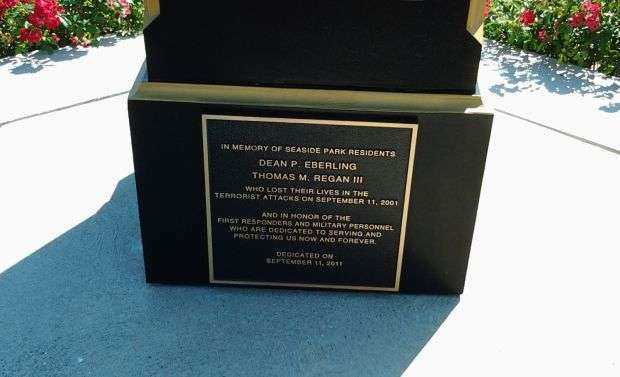 IN MEMORY OF SEASIDE PARK RESIDENTS
DEAN P. EBERLING
THOMAS M. REGAN III
WHO LOST THEIR LIVES IN THE
TERRORIST ATTACKS ON SEPTEMBER 11, 2001
AND IN HONOR OF THE
FIRST RESPONDERS AND MILITARY PERSONNEL
WHO ARE DEDICATED TO SERVING AND
PROTECTING US NOW AND FOREVER.
DEDICATED ON
SEPTEMBER 11, 2011